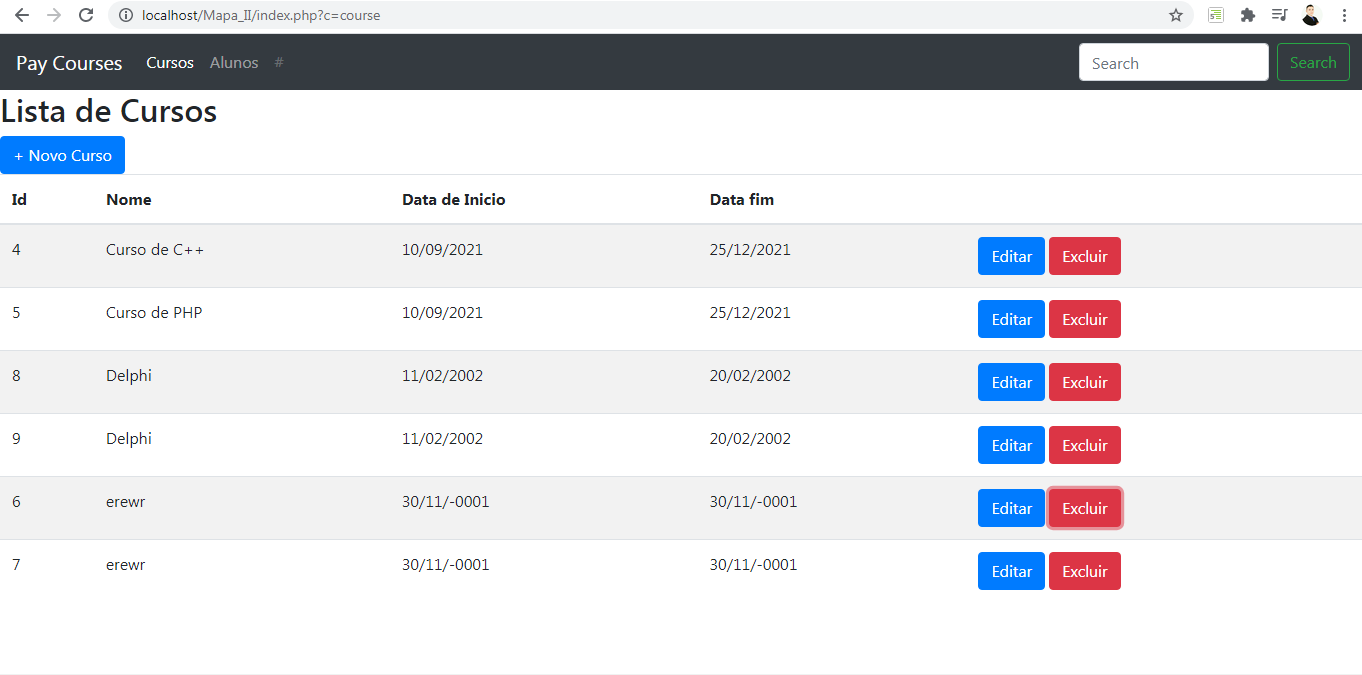 localhost/Mapa_II/index.php?c=course
Pay Courses Cursos Alunos # Search Search
Lista de Cursos
+ Novo Curso
Id Nome Data de Inicio Data fim
4 Curso de C++ 10/09/2021 25/12/2021 Editar Excluir
5 Curso de PHP 10/09/2021 25/12/2021 Editar Excluir
8 Delphi 11/02/2002 20/02/2002 Editar Excluir
9 Delphi 11/02/2002 20/02/2002 Editar Excluir
6 erewr 30/11/-0001 30/11/-0001 Editar Excluir
7 erewr 30/11/-0001 30/11/-0001 Editar Excluir